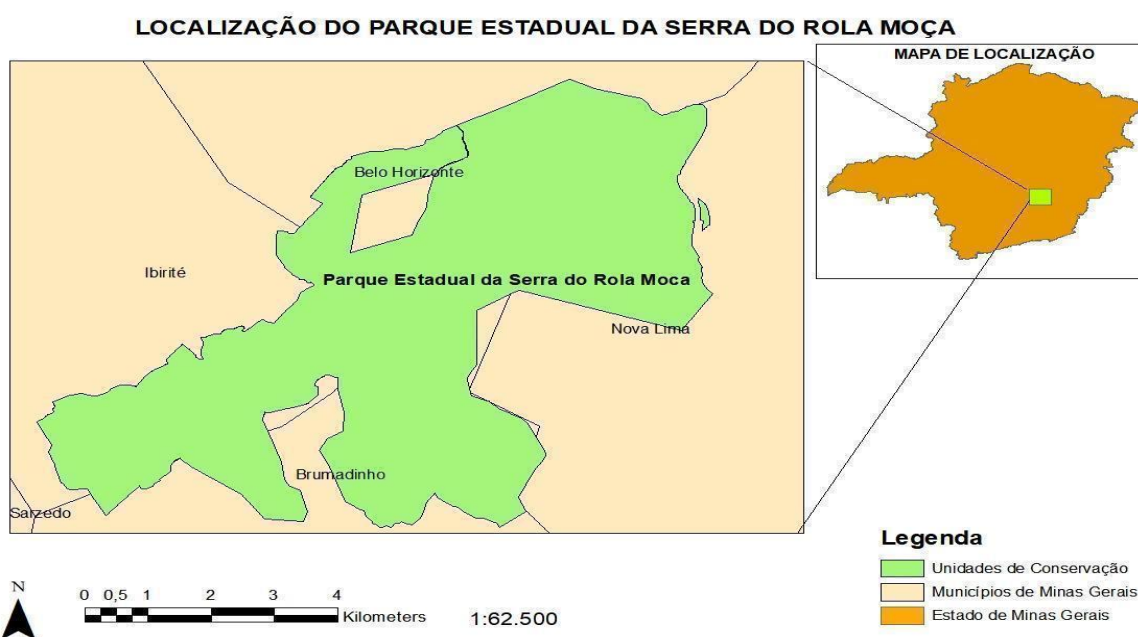 LOCALIZAÇÃO DO PARQUE ESTADUAL DA SERRA DO ROLA MOÇA
MAPA DE LOCALIZAÇÃO
Belo Horizonte
Ibirité
Parque Estadual da Serra do Rola Moca
Nova Lima
Brumadinho
Sarzedo
Legenda
Unidades de Conservação
Municípios de Minas Gerais
Estado de Minas Gerais
N
0 0,5 1 2 3 4
Kilometers
1:62.500